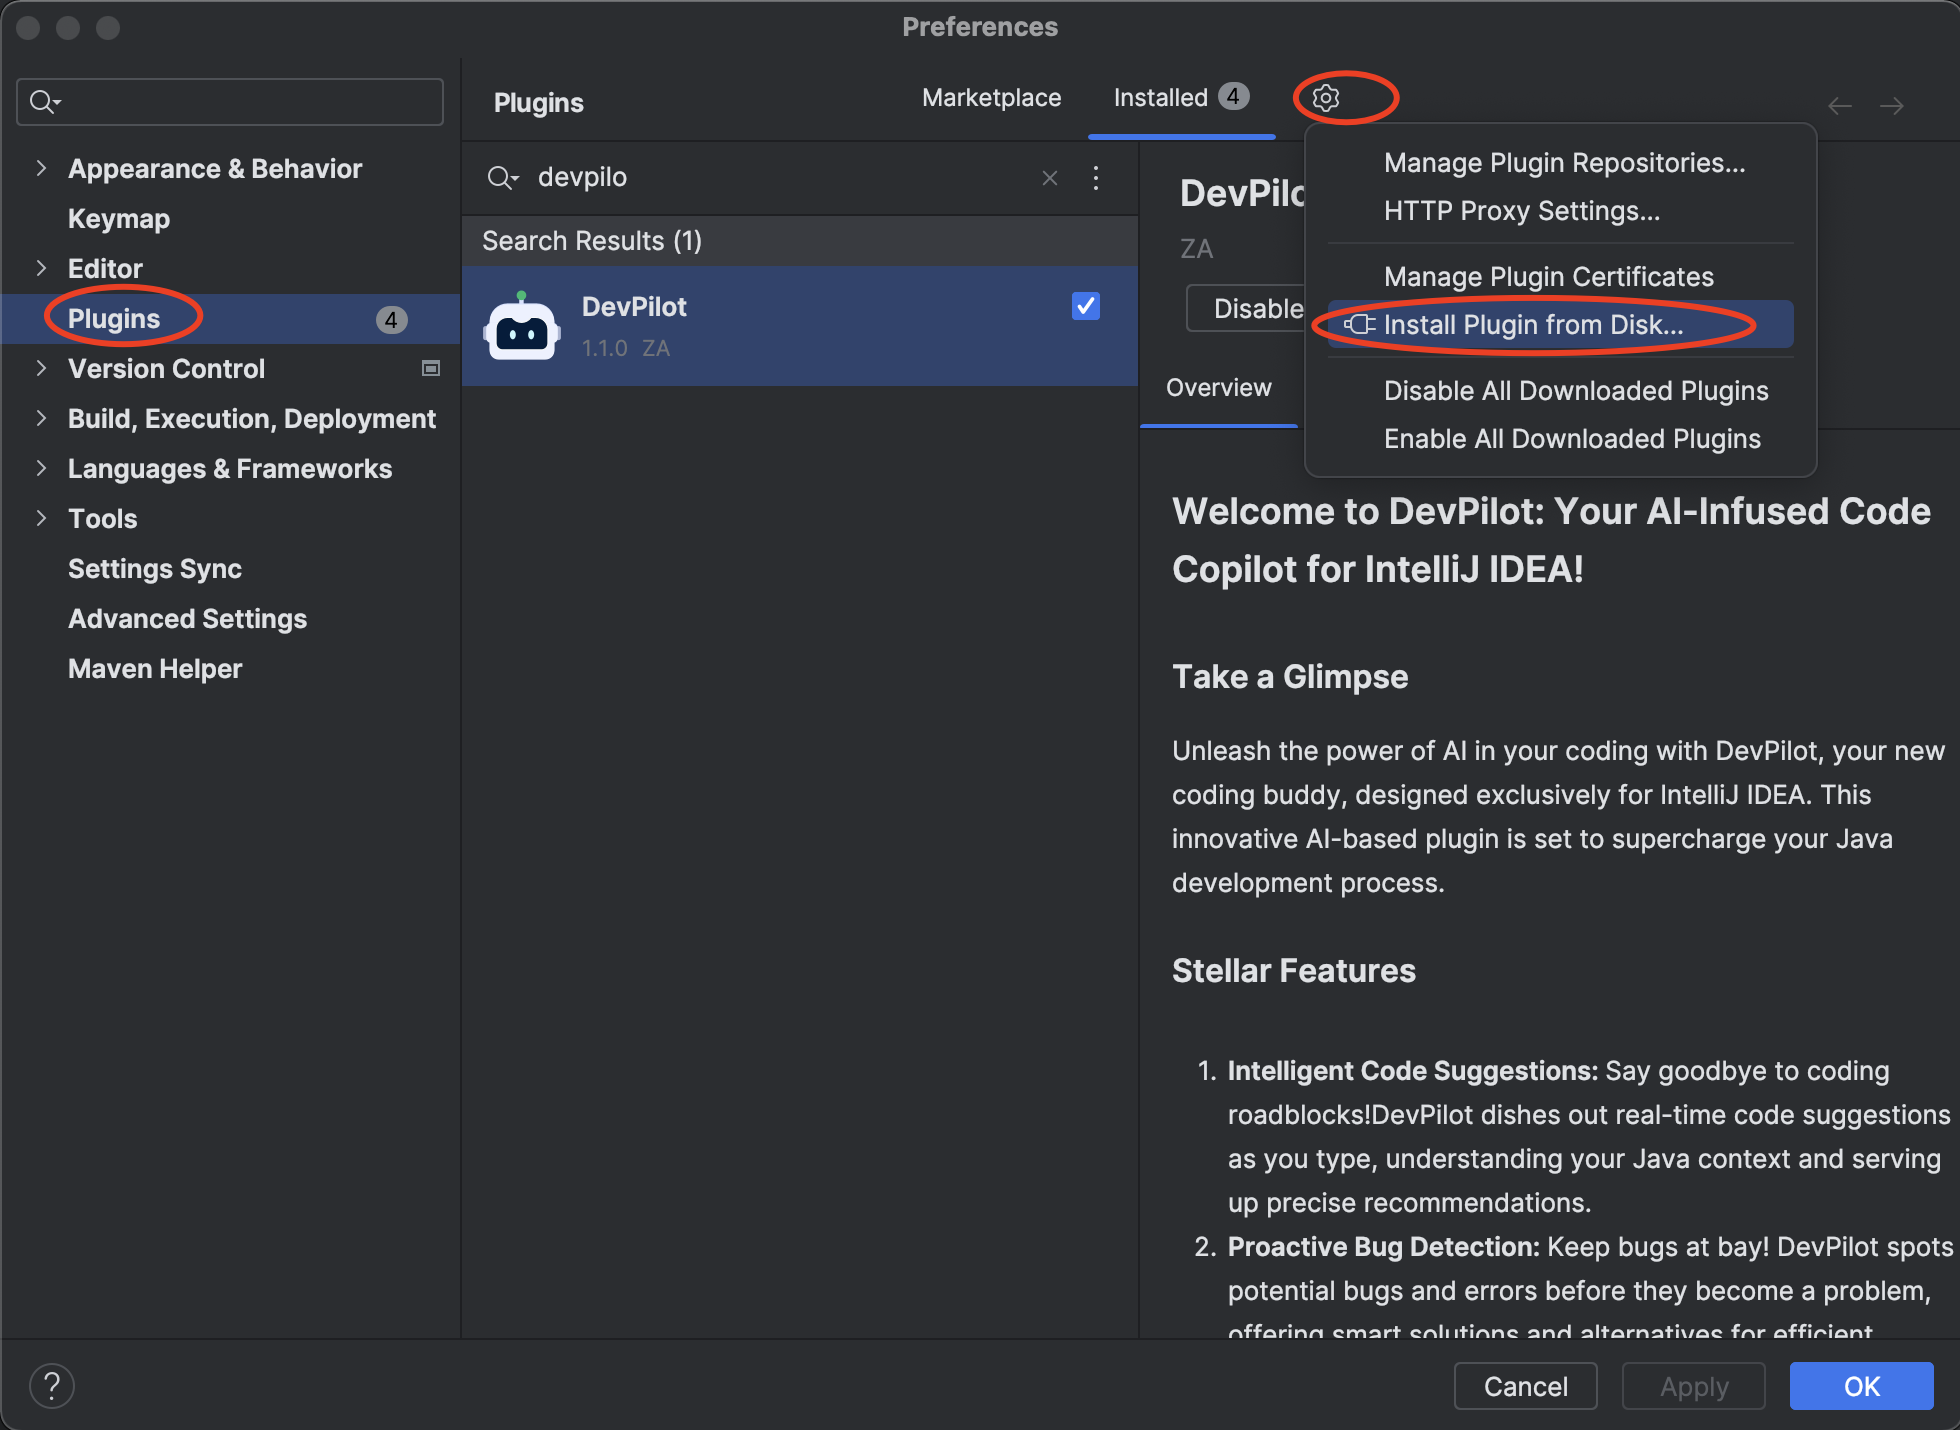 Preferences
Appearance & Behavior
Keymap
Editor
Plugins 4
Version Control
Build, Execution, Deployment
Languages & Frameworks
Tools
Settings Sync
Advanced Settings
Maven Helper
Plugins
Marketplace
Installed 4
devpilo
Search Results (1)
DevPilot
1.1.0 ZA
DevPilo
ZA
Disable
Overview
Manage Plugin Repositories...
HTTP Proxy Settings...
Manage Plugin Certificates
Install Plugin from Disk...
Disable All Downloaded Plugins
Enable All Downloaded Plugins
Welcome to DevPilot: Your AI-Infused Code
Copilot for IntelliJ IDEA!
Take a Glimpse
Unleash the power of AI in your coding with DevPilot, your new
coding buddy, designed exclusively for IntelliJ IDEA. This
innovative AI-based plugin is set to supercharge your Java
development process.
Stellar Features
1. Intelligent Code Suggestions: Say goodbye to coding
roadblocks!DevPilot dishes out real-time code suggestions
as you type, understanding your Java context and serving
up precise recommendations.
2. Proactive Bug Detection: Keep bugs at bay! DevPilot spots
potential bugs and errors before they become a problem,
offering smart solutions and alternatives for efficient
?
Cancel
Apply
OK